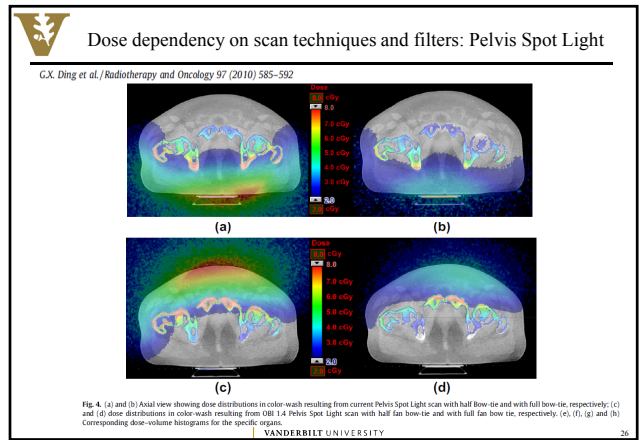 Dose dependency on scan techniques and filters: Pelvis Spot Light
G.X. Ding et al. / Radiotherapy and Oncology 97 (2010) 585–592
Dose
8.0 cGy
8.0
7.0 cGy
6.0 cGy
5.0 cGy
4.0 cGy
3.0 cGy
2.0
2.0 cGy
(a)
(b)
Dose
8.0 cGy
8.0
7.0 cGy
6.0 cGy
5.0 cGy
4.0 cGy
3.0 cGy
2.0
2.0 cGy
(c)
(d)
Fig. 4. (a) and (b) Axial view showing dose distributions in color-wash resulting from current Pelvis Spot Light scan with half Bow-tie and with full bow-tie, respectively; (c)
and (d) dose distributions in color-wash resulting from OBI 1.4 Pelvis Spot Light scan with half fan bow-tie and with full fan bow tie, respectively. (e), (f), (g) and (h)
Corresponding dose–volume histograms for the specific organs.
VANDERBILT UNIVERSITY
26